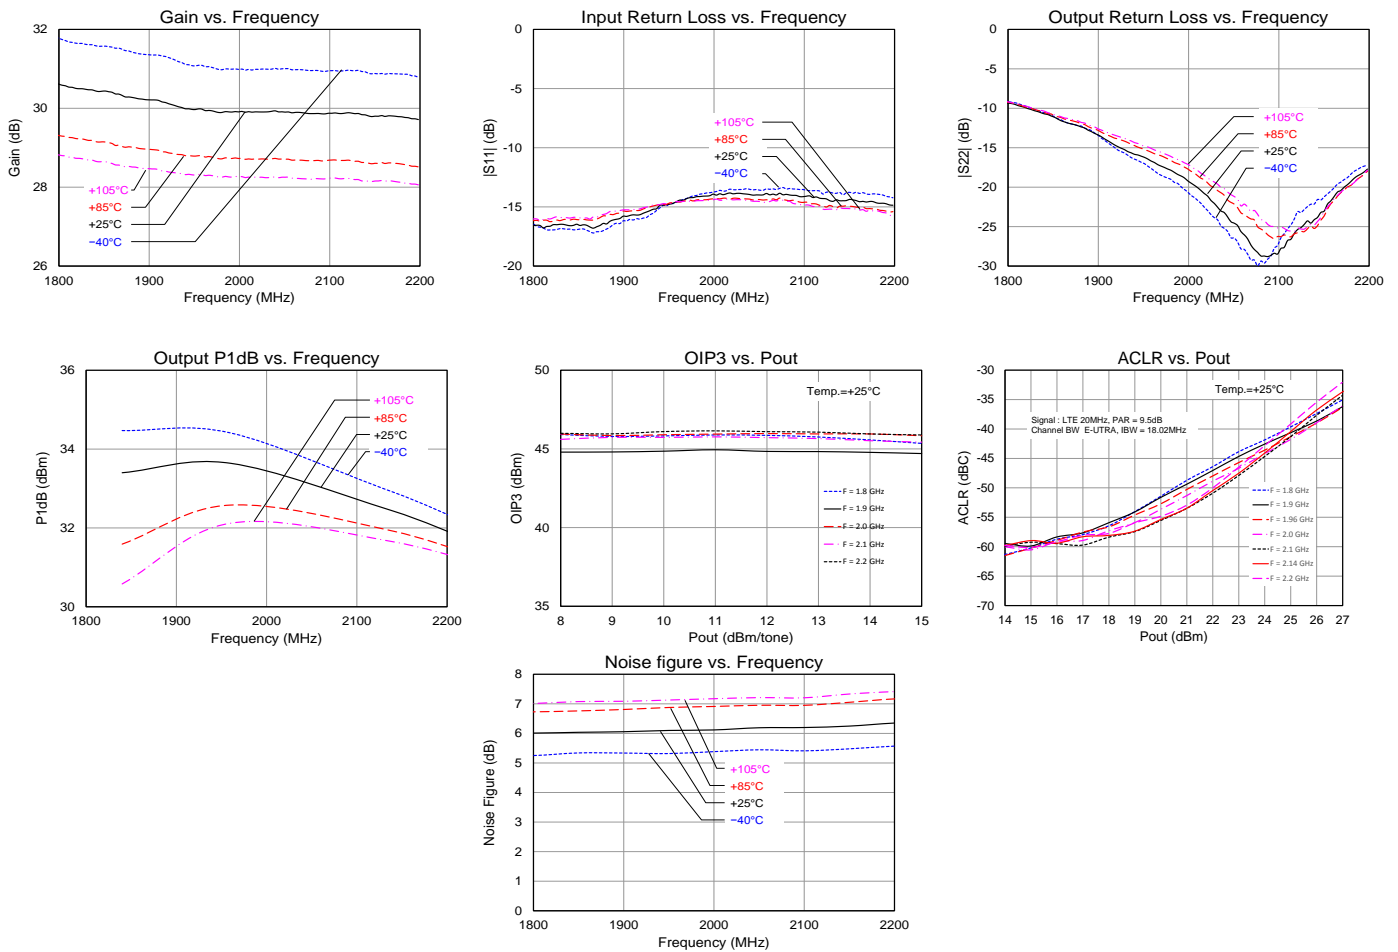 Gain vs. Frequency
32
30
28
26
Gain (dB)
+105°C
+85°C
+25°C
−40°C
1800 1900 2000 2100 2200
Frequency (MHz)
Input Return Loss vs. Frequency
0
-5
-10
-15
-20
|S11| (dB)
+105°C
+85°C
+25°C
−40°C
1800 1900 2000 2100 2200
Frequency (MHz)
Output Return Loss vs. Frequency
0
-5
-10
-15
-20
-25
-30
|S22| (dB)
+105°C
+85°C
+25°C
−40°C
1800 1900 2000 2100 2200
Frequency (MHz)
Output P1dB vs. Frequency
36
34
32
30
P1dB (dBm)
+105°C
+85°C
+25°C
−40°C
1800 1900 2000 2100 2200
Frequency (MHz)
OIP3 vs. Pout
50
45
40
35
OIP3 (dBm)
Temp.=+25°C
F = 1.8 GHz
F = 1.9 GHz
F = 2.0 GHz
F = 2.1 GHz
F = 2.2 GHz
8 9 10 11 12 13 14 15
Pout (dBm/tone)
ACLR vs. Pout
-30
-35
-40
-45
-50
-55
-60
-65
-70
ACLR (dBC)
Temp.=+25°C
Signal : LTE 20MHz, PAR = 9.5dB
Channel BW E-UTRA, IBW = 18.02MHz
F = 1.8 GHz
F = 1.9 GHz
F = 1.96 GHz
F = 2.0 GHz
F = 2.1 GHz
F = 2.14 GHz
F = 2.2 GHz
14 15 16 17 18 19 20 21 22 23 24 25 26 27
Pout (dBm)
Noise figure vs. Frequency
8
7
6
5
4
3
2
1
0
Noise Figure (dB)
+105°C
+85°C
+25°C
−40°C
1800 1900 2000 2100 2200
Frequency (MHz)